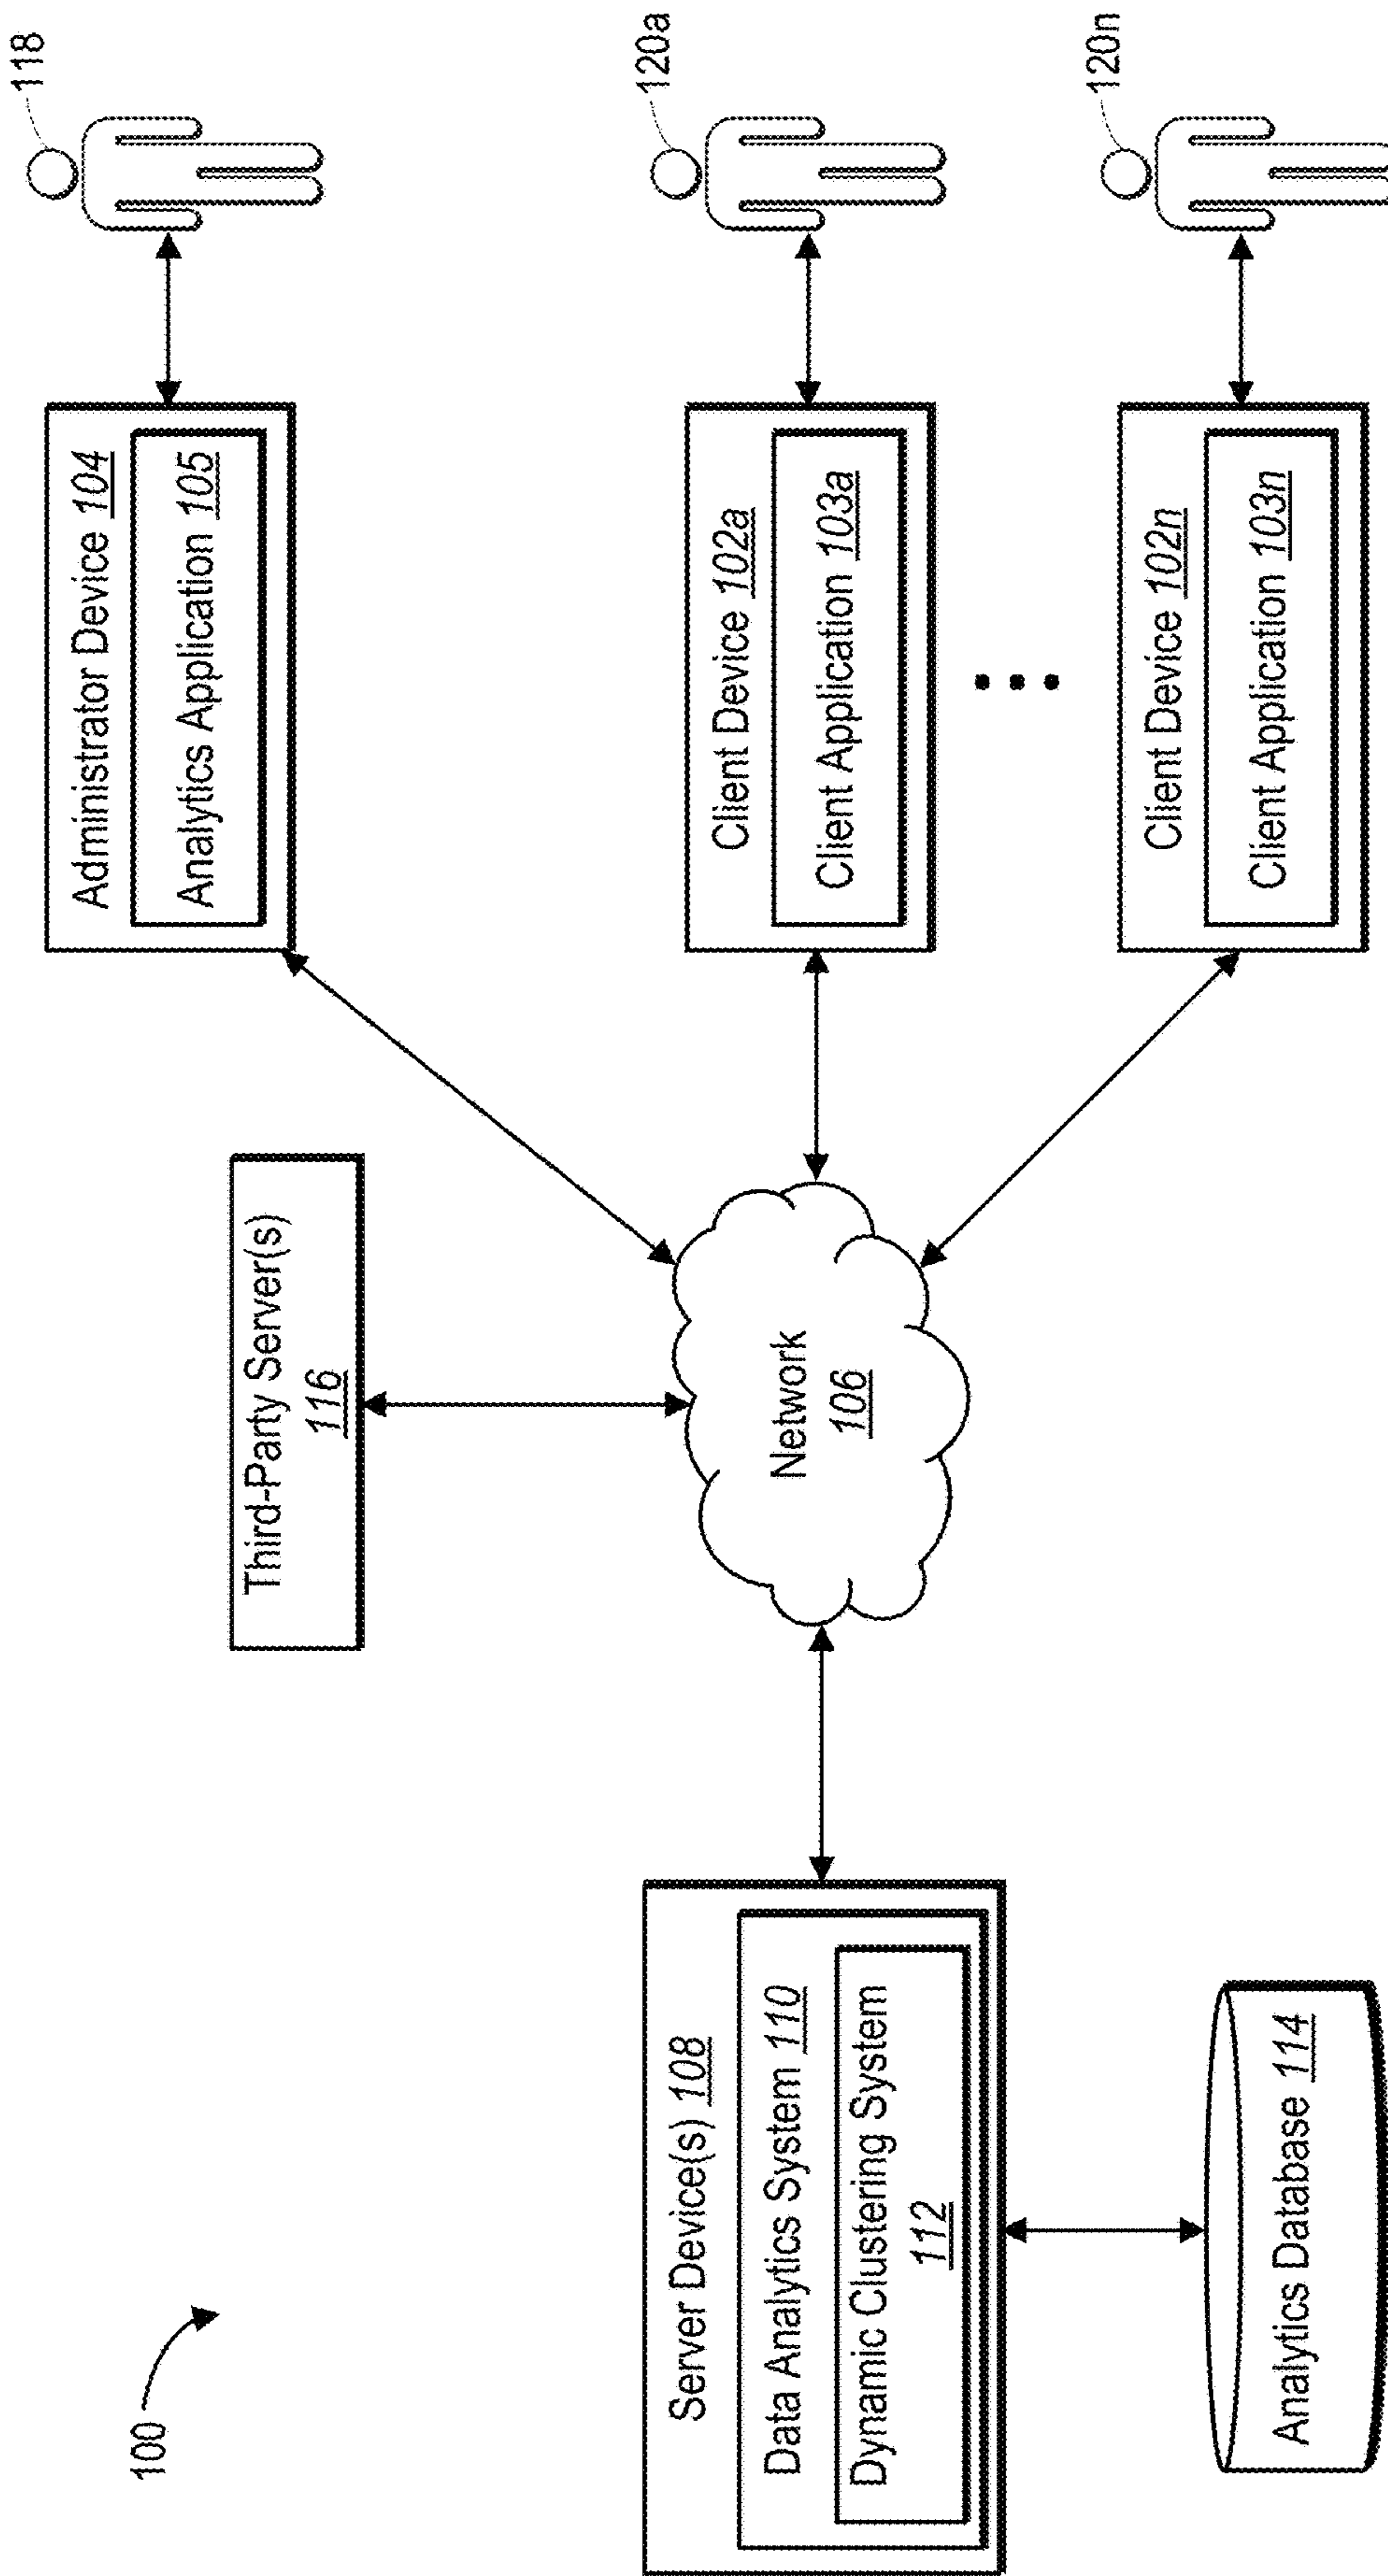 100
Server Device(s) 108
Data Analytics System 110
Dynamic Clustering System
112
Analytics Database 114
Third-Party Server(s)
116
Network
106
Administrator Device 104
Analytics Application 105
118
Client Device 102a
Client Application 103a
120a
Client Device 102n
Client Application 103n
120n